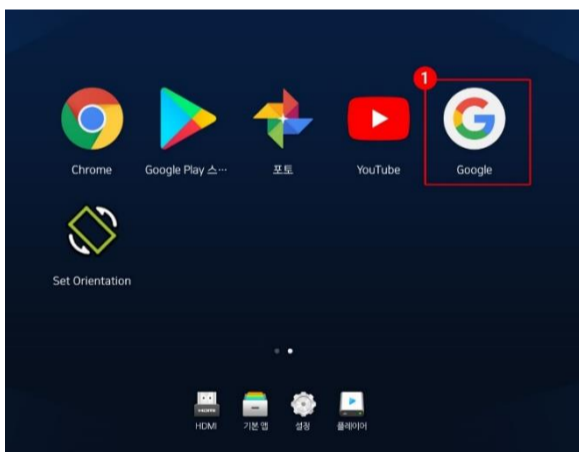 1
Chrome
Google Play 스…
포토
YouTube
Google
Set Orientation
HDMI
HDMI
기본 앱
설정
플레이어